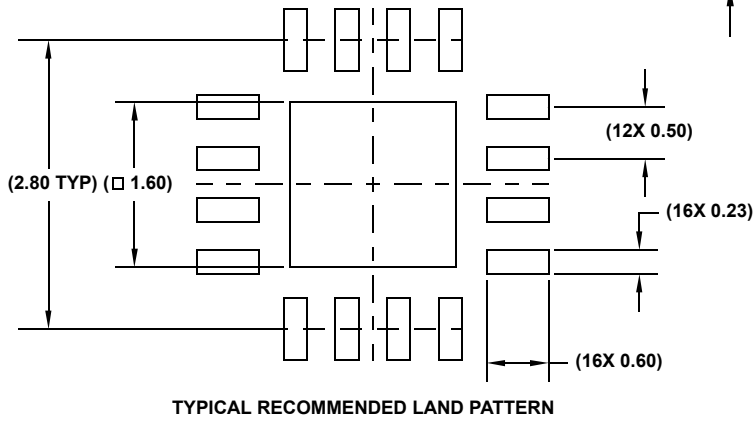 (12X 0.50)
(2.80 TYP) (□ 1.60)
(16X 0.23)
(16X 0.60)
TYPICAL RECOMMENDED LAND PATTERN